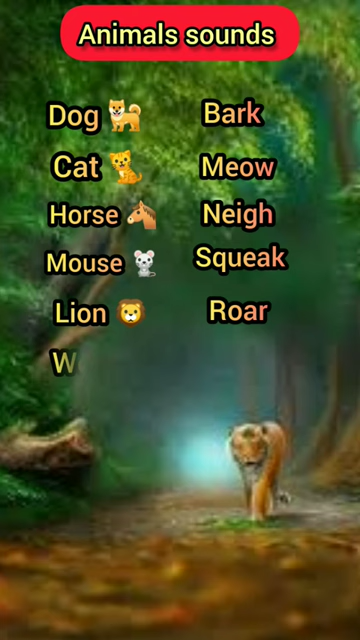 Animals sounds
Dog 🐕 Bark
Cat 🐈 Meow
Horse 🐴 Neigh
Mouse 🐁 Squeak
Lion 🦁 Roar
W